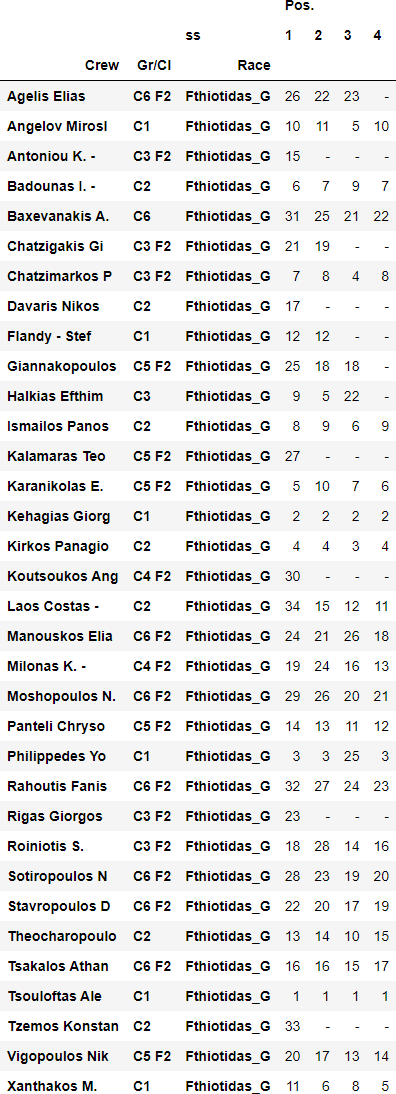 Pos.
ss 1 2 3 4
Crew Gr/Cl Race
Agelis Elias C6 F2 Fthiotidas_G 26 22 23 -
Angelov Mirosl C1 Fthiotidas_G 10 11 5 10
Antoniou K. - C3 F2 Fthiotidas_G 15 - - -
Badounas I. - C2 Fthiotidas_G 6 7 9 7
Baxevanakis A. C6 Fthiotidas_G 31 25 21 22
Chatzigakis Gi C3 F2 Fthiotidas_G 21 19 - -
Chatzimarkos P C3 F2 Fthiotidas_G 7 8 4 8
Davaris Nikos C2 Fthiotidas_G 17 - - -
Flandy - Stef C1 Fthiotidas_G 12 12 - -
Giannakopoulos C5 F2 Fthiotidas_G 25 18 18 -
Halkias Efthim C3 Fthiotidas_G 9 5 22 -
Ismailos Panos C2 Fthiotidas_G 8 9 6 9
Kalamaras Teo C5 F2 Fthiotidas_G 27 - - -
Karanikolas E. C5 F2 Fthiotidas_G 5 10 7 6
Kehagias Giorg C1 Fthiotidas_G 2 2 2 2
Kirkos Panagio C2 Fthiotidas_G 4 4 3 4
Koutsoukos Ang C4 F2 Fthiotidas_G 30 - - -
Laos Costas - C2 Fthiotidas_G 34 15 12 11
Manouskos Elia C6 F2 Fthiotidas_G 24 21 26 18
Milonas K. - C4 F2 Fthiotidas_G 19 24 16 13
Moshopoulos N. C6 F2 Fthiotidas_G 29 26 20 21
Panteli Chryso C5 F2 Fthiotidas_G 14 13 11 12
Philippedes Yo C1 Fthiotidas_G 3 3 25 3
Rahoutis Fanis C6 F2 Fthiotidas_G 32 27 24 23
Rigas Giorgos C3 F2 Fthiotidas_G 23 - - -
Roiniotis S. C3 F2 Fthiotidas_G 18 28 14 16
Sotiropoulos N C6 F2 Fthiotidas_G 28 23 19 20
Stavropoulos D C6 F2 Fthiotidas_G 22 20 17 19
Theocharopoulo C2 Fthiotidas_G 13 14 10 15
Tsakalos Athan C6 F2 Fthiotidas_G 16 16 15 17
Tsouloftas Ale C1 Fthiotidas_G 1 1 1 1
Tzemos Konstan C2 Fthiotidas_G 33 - - -
Vigopoulos Nik C5 F2 Fthiotidas_G 20 17 13 14
Xanthakos M. C1 Fthiotidas_G 11 6 8 5